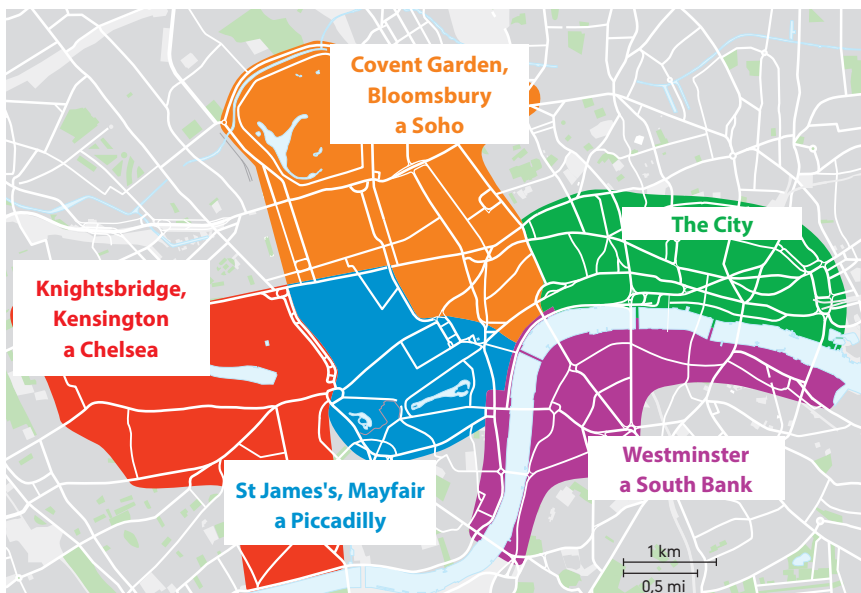 Covent Garden,
Bloomsbury
a Soho
The City
Knightsbridge,
Kensington
a Chelsea
Westminster
a South Bank
St James's, Mayfair
a Piccadilly
1 km
0,5 mi